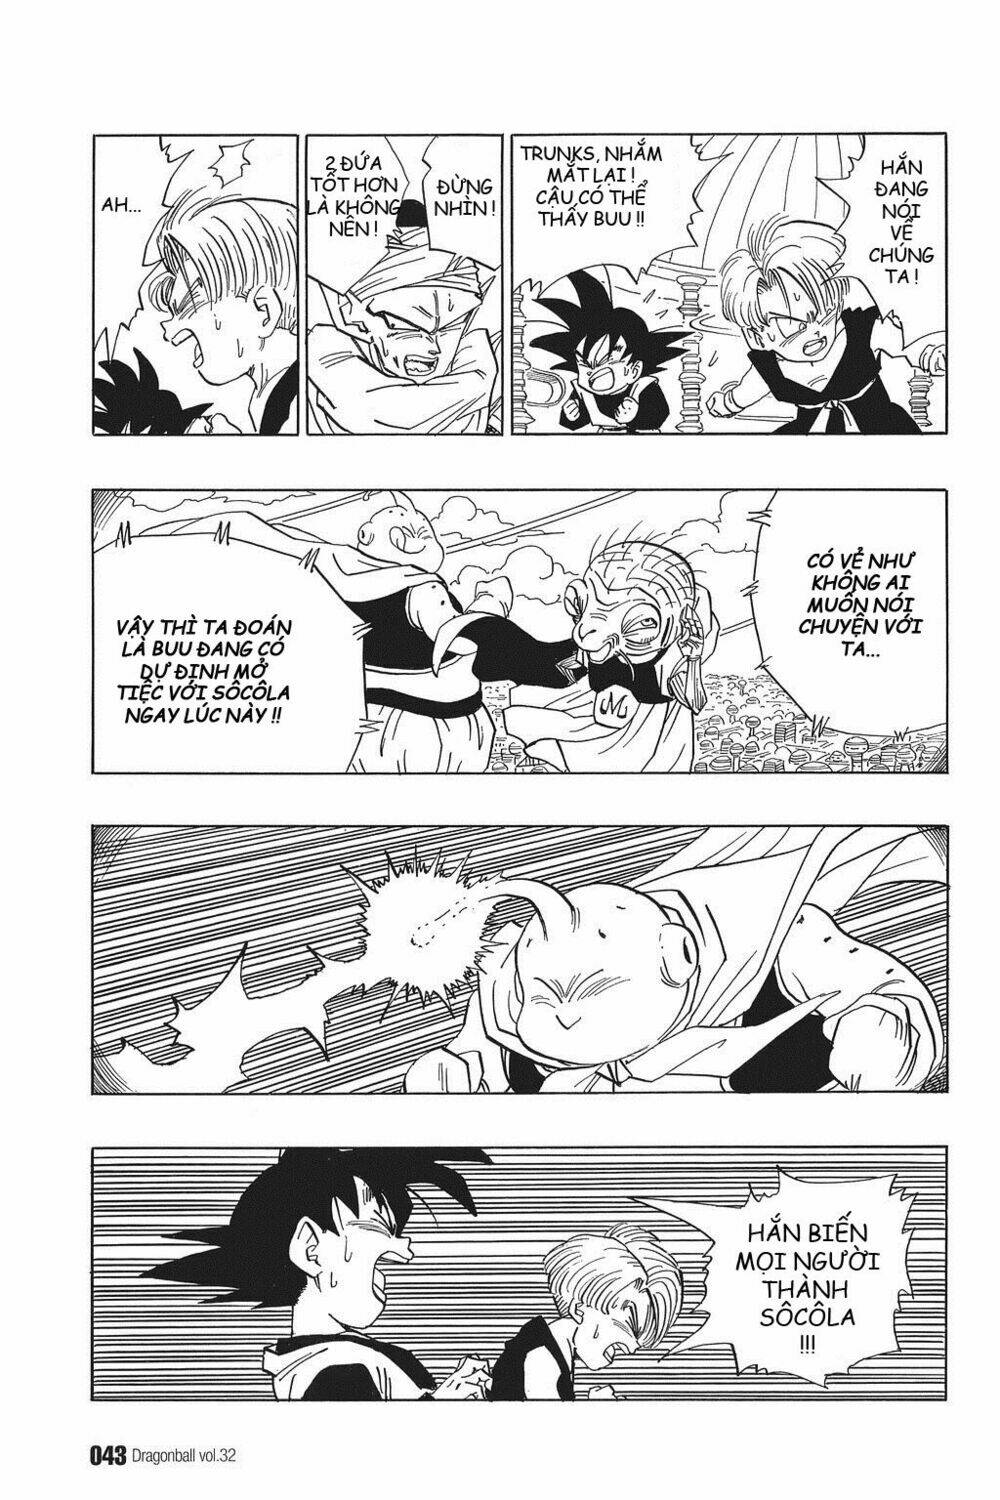 HẮN
ĐANG
NÓI
VỀ
CHÚNG
TA !
TRUNKS, NHẮM
MẮT LẠI !
CẬU CÓ THỂ
THẤY BUU !!
ĐỪNG
NHÌN !
2 ĐỨA
TỐT HƠN
LÀ KHÔNG
NÊN !
AH...
CÓ VẺ NHƯ
KHÔNG AI
MUỐN NÓI
CHUYỆN VỚI
TA...
VẬY THÌ TA ĐOÁN
LÀ BUU ĐANG CÓ
DỰ ĐỊNH MỞ
TIỆC VỚI SÔCÔLA
NGAY LÚC NÀY !!
M
HẮN BIẾN
MỌI NGƯỜI
THÀNH
SÔCÔLA
!!!
043 Dragonball vol.32